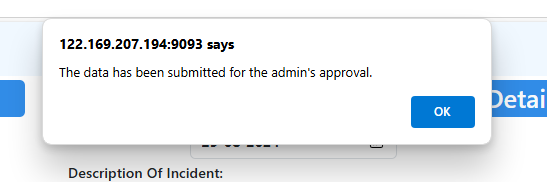 122.169.207.194:9093 says
The data has been submitted for the admin's approval.
OK
Detai
Description Of Incident: